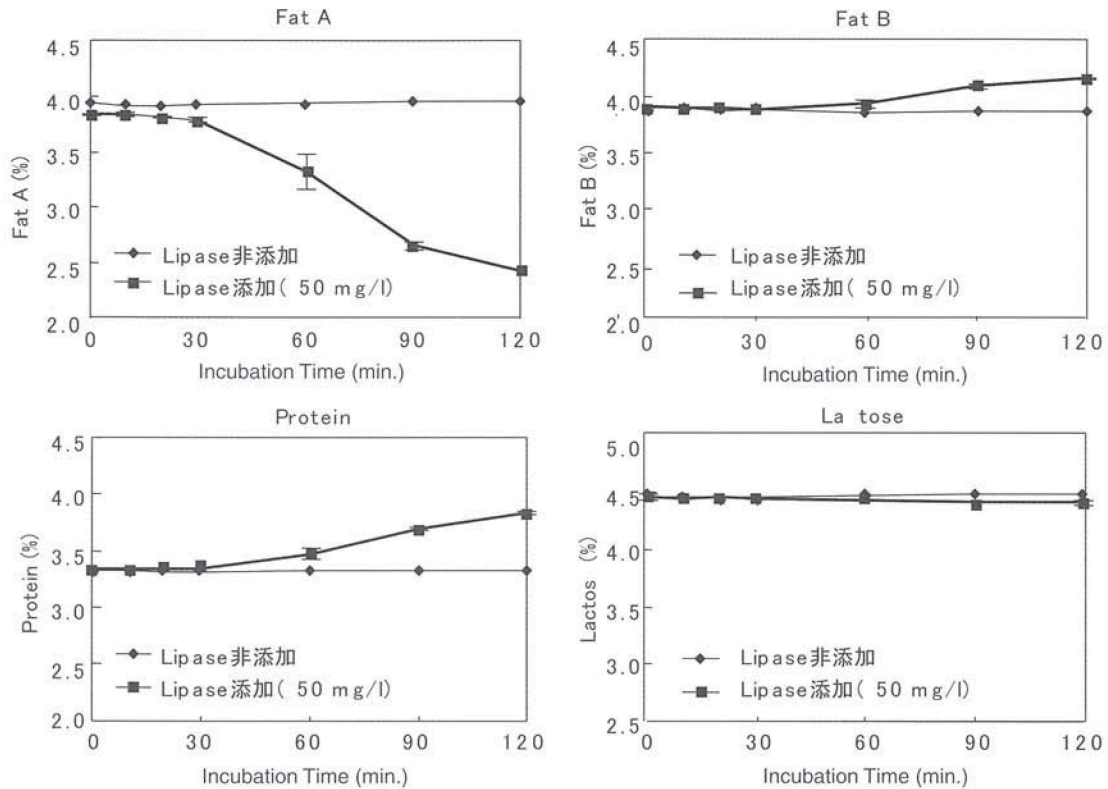 Fat A
4.5
4.0
3.5
3.0
2.5
2.0
Fat A (%)
Lipase非添加
Lipase添加( 50 mg/l)
0 30 60 90 120
Incubation Time (min.)
Fat B
4.5
4.0
3.5
3.0
2.5
2.0
Fat B (%)
Lipase非添加
Lipase添加( 50 mg/l)
0 30 60 90 120
Incubation Time (min.)
Protein
4.5
4.0
3.5
3.0
2.5
2.0
Protein (%)
Lipase非添加
Lipase添加( 50 mg/l)
0 30 60 90 120
Incubation Time (min.)
La tose
5.0
4.5
4.5
3.5
4.0
3.0
2.5
Lactos (%)
Lipase非添加
Lipase添加( 50 mg/l)
0 30 60 90 120
Incubation Time (min.)